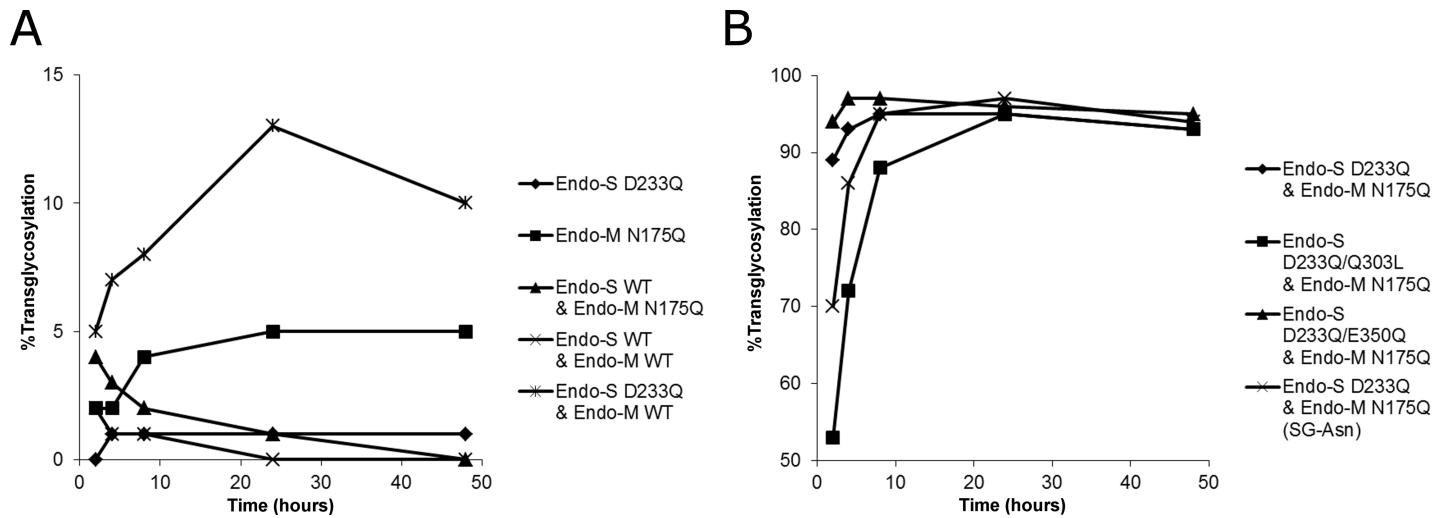 A
15
10
5
0
0 10 20 30 40 50
%Transglycosylation
Time (hours)
Endo-S D233Q
Endo-M N175Q
Endo-S WT
& Endo-M N175Q
Endo-S WT
& Endo-M WT
Endo-S D233Q
& Endo-M WT
B
100
90
80
70
60
50
0 10 20 30 40 50
%Transglycosylation
Time (hours)
Endo-S D233Q
& Endo-M N175Q
Endo-S
D233Q/Q303L
& Endo-M N175Q
Endo-S
D233Q/E350Q
& Endo-M N175Q
Endo-S D233Q
& Endo-M N175Q
(SG-Asn)